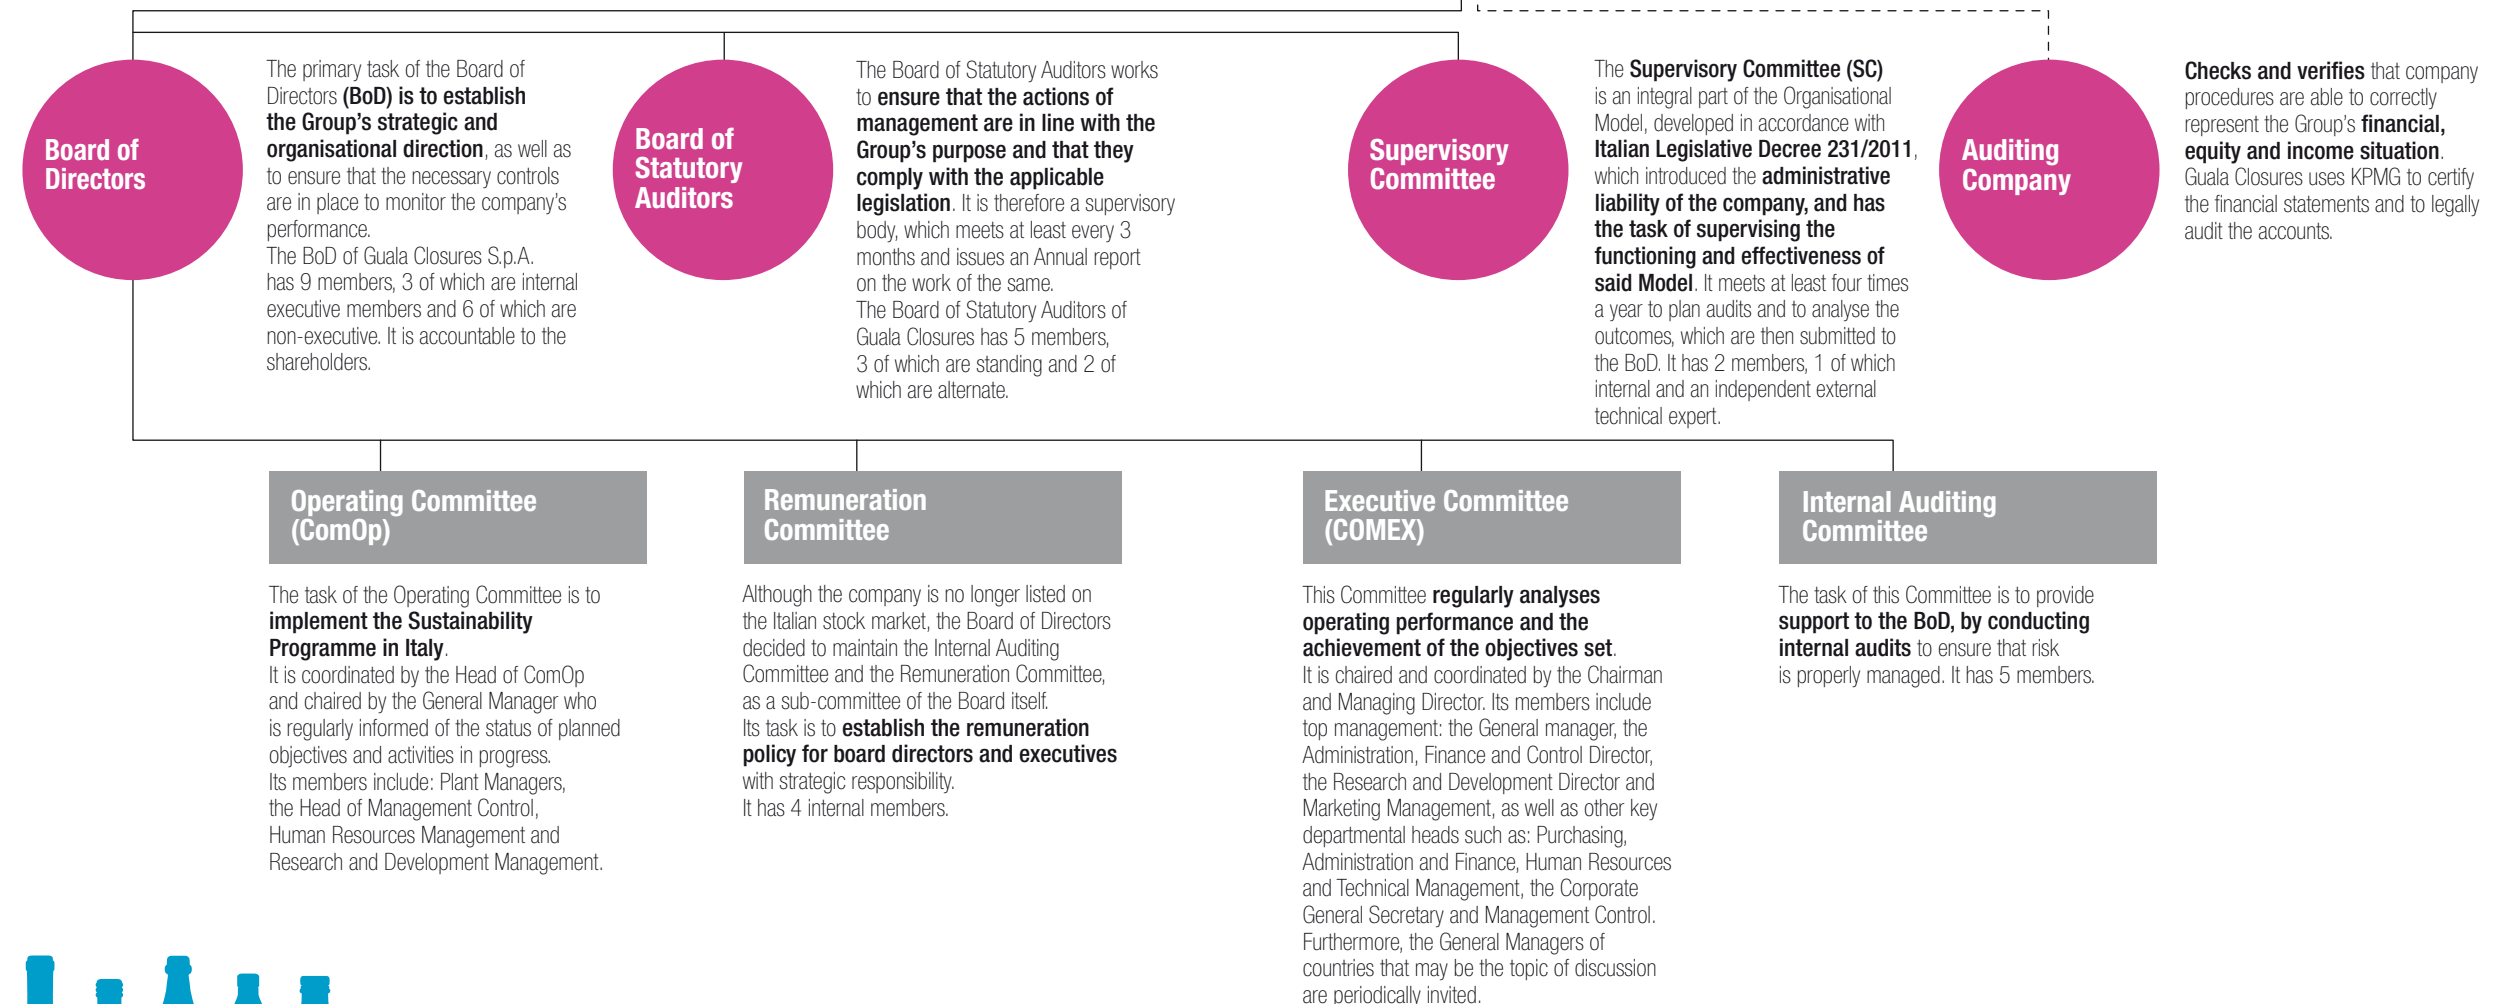 Board of
Directors
The primary task of the Board of
Directors (BoD) is to establish
the Group’s strategic and
organisational direction, as well as
to ensure that the necessary controls
are in place to monitor the company’s
performance.
The BoD of Guala Closures S.p.A.
has 9 members, 3 of which are internal
executive members and 6 of which are
non-executive. It is accountable to the
shareholders.
Board of
Statutory
Auditors
The Board of Statutory Auditors works
to ensure that the actions of
management are in line with the
Group’s purpose and that they
comply with the applicable
legislation. It is therefore a supervisory
body, which meets at least every 3
months and issues an Annual report
on the work of the same.
The Board of Statutory Auditors of
Guala Closures has 5 members,
3 of which are standing and 2 of
which are alternate.
Supervisory
Committee
The Supervisory Committee (SC)
is an integral part of the Organisational
Model, developed in accordance with
Italian Legislative Decree 231/2011,
which introduced the administrative
liability of the company, and has
the task of supervising the
functioning and effectiveness of
said Model. It meets at least four times
a year to plan audits and to analyse the
outcomes, which are then submitted to
the BoD. It has 2 members, 1 of which
internal and an independent external
technical expert.
Auditing
Company
Checks and verifies that company
procedures are able to correctly
represent the Group’s financial,
equity and income situation.
Guala Closures uses KPMG to certify
the financial statements and to legally
audit the accounts.
Operating Committee
(ComOp)
The task of the Operating Committee is to
implement the Sustainability
Programme in Italy.
It is coordinated by the Head of ComOp
and chaired by the General Manager who
is regularly informed of the status of planned
objectives and activities in progress.
Its members include: Plant Managers,
the Head of Management Control,
Human Resources Management and
Research and Development Management.
Remuneration
Committee
Although the company is no longer listed on
the Italian stock market, the Board of Directors
decided to maintain the Internal Auditing
Committee and the Remuneration Committee,
as a sub-committee of the Board itself.
Its task is to establish the remuneration
policy for board directors and executives
with strategic responsibility.
It has 4 internal members.
Executive Committee
(COMEX)
This Committee regularly analyses
operating performance and the
achievement of the objectives set.
It is chaired and coordinated by the Chairman
and Managing Director. Its members include
top management: the General manager, the
Administration, Finance and Control Director,
the Research and Development Director and
Marketing Management, as well as other key
departmental heads such as: Purchasing,
Administration and Finance, Human Resources
and Technical Management, the Corporate
General Secretary and Management Control.
Furthermore, the General Managers of
countries that may be the topic of discussion
are periodically invited.
Internal Auditing
Committee
The task of this Committee is to provide
support to the BoD, by conducting
internal audits to ensure that risk
is properly managed. It has 5 members.